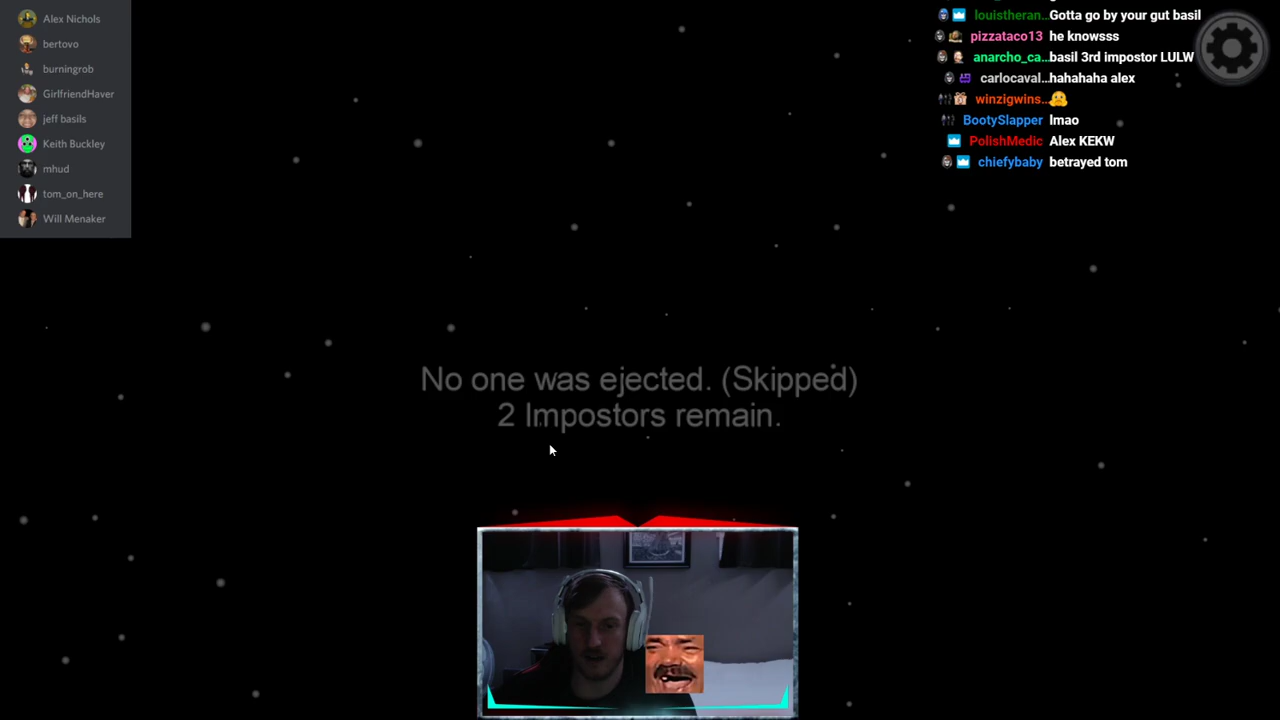 Alex Nichols
bertovo
burningrob
GirlfriendHaver
jeff basils
Keith Buckley
mhud
tom_on_here
Will Menaker
louistheran... Gotta go by your gut basil
pizzataco13 he knowsss
anarcho_ca... basil 3rd impostor LULW
carlocaval... hahahaha alex
winzigwins...
BootySlapper lmao
PolishMedic Alex KEKW
chiefybaby betrayed tom
No one was ejected. (Skipped)
2 Impostors remain.